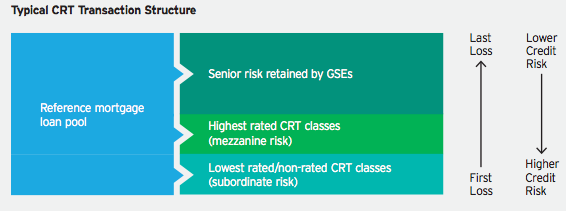 Typical CRT Transaction Structure
Reference mortgage
loan pool
Senior risk retained by GSEs
Highest rated CRT classes
(mezzanine risk)
Lowest rated/non-rated CRT classes
(subordinate risk)
Last
Loss
First
Loss
Lower
Credit
Risk
Higher
Credit
Risk